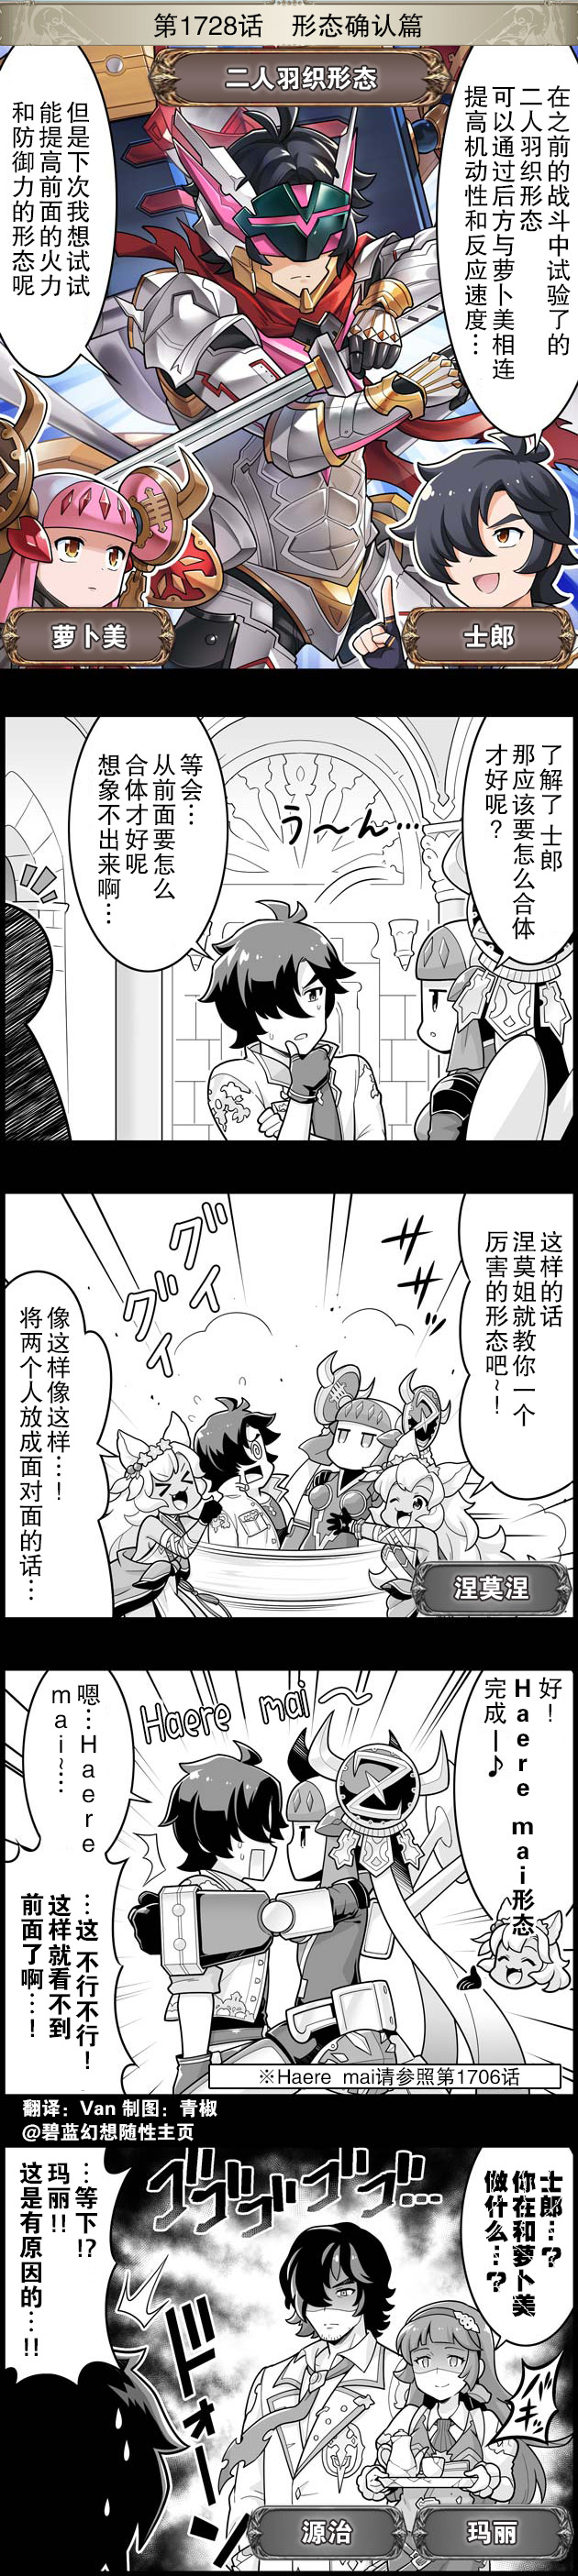 第1728话　形态确认篇
二人羽织形态
在之前的战斗中试验了的
二人羽织形态
可以通过后方与萝卜美相连
提高机动性和反应速度…
但是下次我想试试
能提高前面的火力
和防御力的形态呢
萝卜美
士郎
了解了 士郎
那应该要怎么合体
才好呢？
う～ん…
等会…
从前面要怎么
合体才好呢
想象不出来啊…
这样的话
涅莫姐就教你一个
厉害的形态吧~！
ササッ
グイ
グイ
像这样像这样…！
将两个人放成面对面的话…
涅莫涅
好！
Haere mai形态
完成ー♪
Haere mai～
嗯…Haere
mai~…
…这 不行不行！
这样就看不到
前面了啊…！
※Haere mai请参照第1706话
翻译：Van 制图：青椒
@碧蓝幻想随性主页
士郎…？
你在和萝卜美
做什么…？
ゴゴゴゴゴ…
…等下!?
玛丽!!
这是有原因的…!!
ゴゴッ
ドドーーン
源治
玛丽